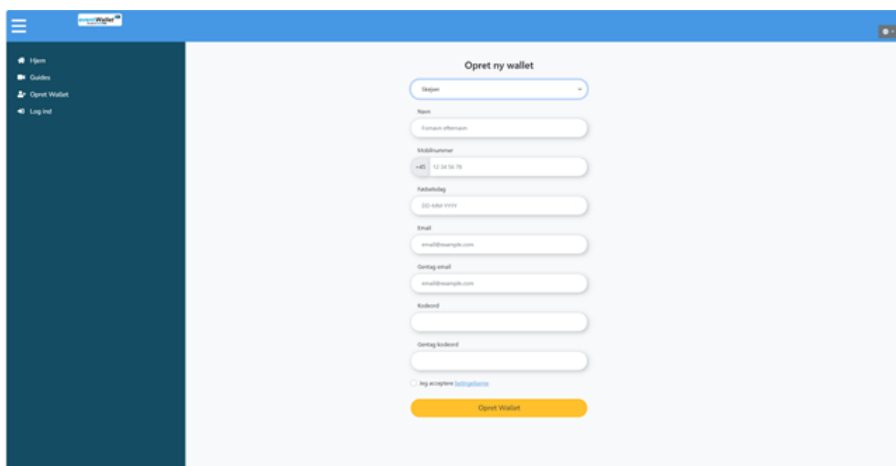 eventWallet
Hjem
Guides
Opret Wallet
Log ind
Opret ny wallet
Skejser
Navn
Fornavn efternavn
Mobilnummer
+45 12 34 56 78
Fødselsdag
DD-MM-YYYY
Email
email@example.com
Gentag email
email@example.com
Kodeord
Gentag kodeord
Jeg acceptere betingelserne
Opret Wallet